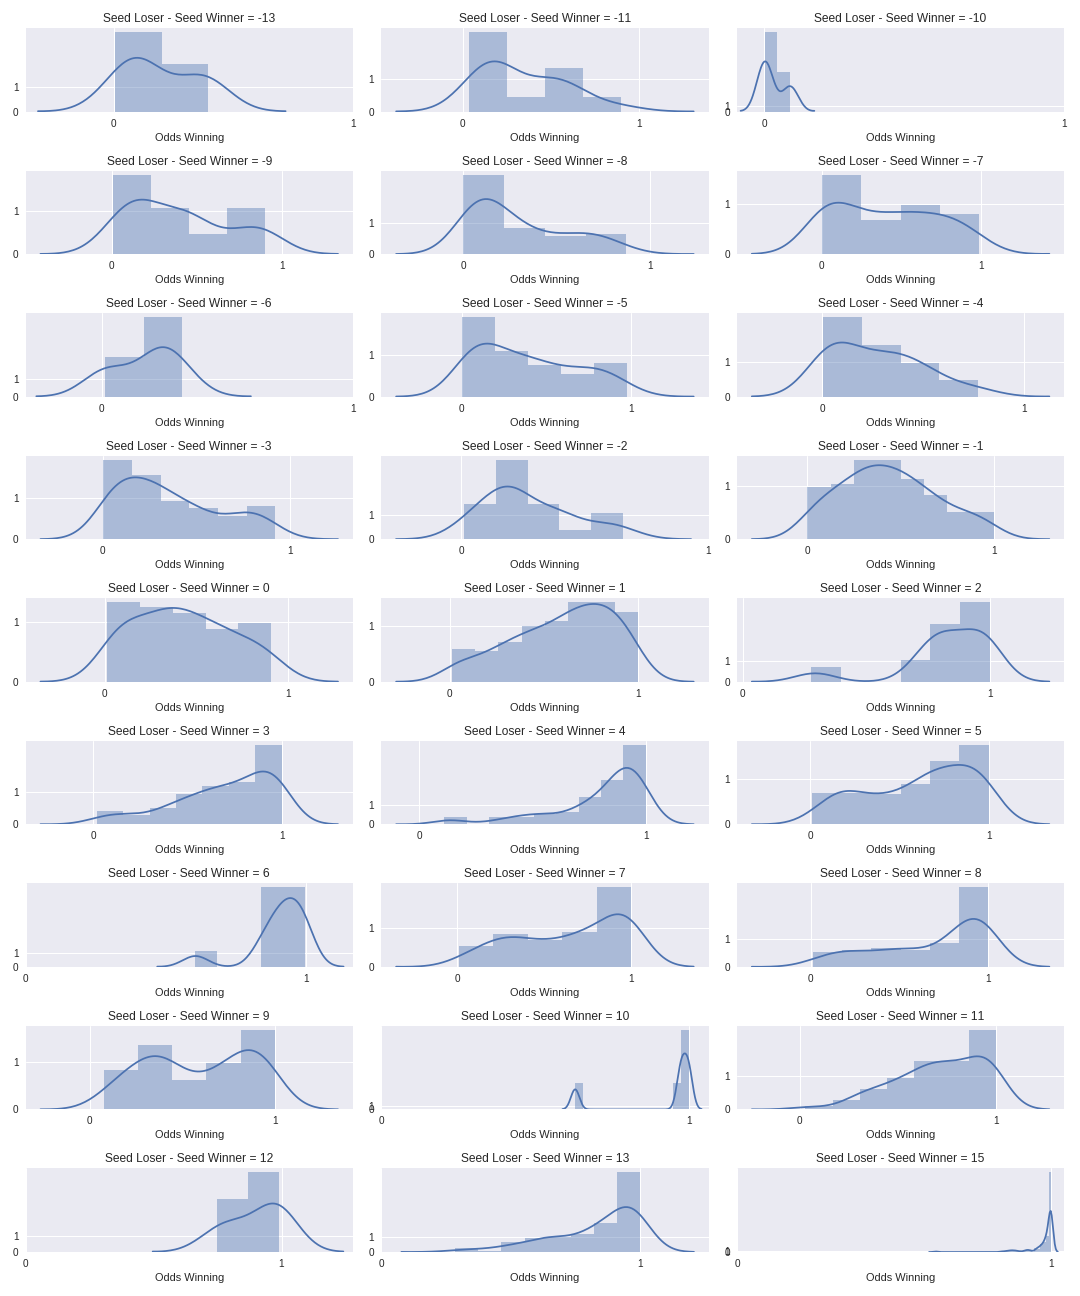 Seed Loser - Seed Winner = -13
Seed Loser - Seed Winner = -11
Seed Loser - Seed Winner = -10
1
0
0
1
Odds Winning
1
0
0
1
Odds Winning
1
0
0
1
Odds Winning
Seed Loser - Seed Winner = -9
Seed Loser - Seed Winner = -8
Seed Loser - Seed Winner = -7
1
0
0
1
Odds Winning
1
0
0
1
Odds Winning
1
0
0
1
Odds Winning
Seed Loser - Seed Winner = -6
Seed Loser - Seed Winner = -5
Seed Loser - Seed Winner = -4
1
0
0
1
Odds Winning
1
0
0
1
Odds Winning
1
0
0
1
Odds Winning
Seed Loser - Seed Winner = -3
Seed Loser - Seed Winner = -2
Seed Loser - Seed Winner = -1
1
0
0
1
Odds Winning
1
0
0
1
Odds Winning
1
0
0
1
Odds Winning
Seed Loser - Seed Winner = 0
Seed Loser - Seed Winner = 1
Seed Loser - Seed Winner = 2
1
0
0
1
Odds Winning
1
0
0
1
Odds Winning
1
0
0
1
Odds Winning
Seed Loser - Seed Winner = 3
Seed Loser - Seed Winner = 4
Seed Loser - Seed Winner = 5
1
0
0
1
Odds Winning
1
0
0
1
Odds Winning
1
0
0
1
Odds Winning
Seed Loser - Seed Winner = 6
Seed Loser - Seed Winner = 7
Seed Loser - Seed Winner = 8
1
0
0
1
Odds Winning
1
0
0
1
Odds Winning
1
0
0
1
Odds Winning
Seed Loser - Seed Winner = 9
Seed Loser - Seed Winner = 10
Seed Loser - Seed Winner = 11
1
0
0
1
Odds Winning
1
0
0
1
Odds Winning
1
0
0
1
Odds Winning
Seed Loser - Seed Winner = 12
Seed Loser - Seed Winner = 13
Seed Loser - Seed Winner = 15
1
0
0
1
Odds Winning
1
0
0
1
Odds Winning
1
0
0
1
Odds Winning